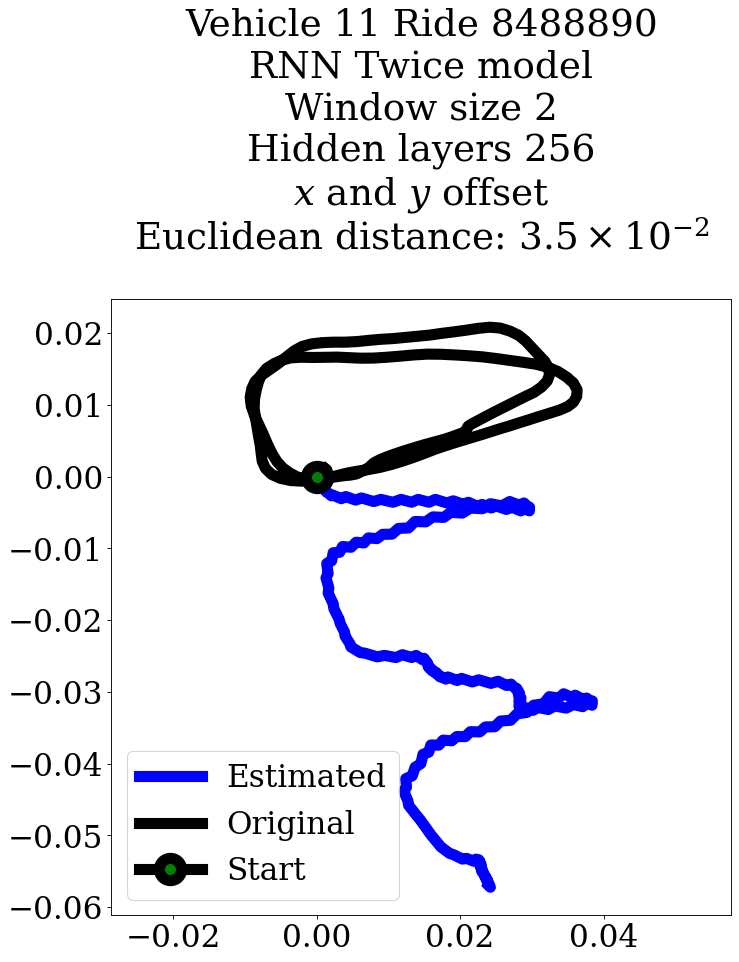 Vehicle 11 Ride 8488890
RNN Twice model
Window size 2
Hidden layers 256
x and y offset
Euclidean distance: 3.5 × 10⁻²
0.02
0.01
0.00
−0.01
−0.02
−0.03
−0.04
−0.05
−0.06
Estimated
Original
Start
−0.02 0.00 0.02 0.04